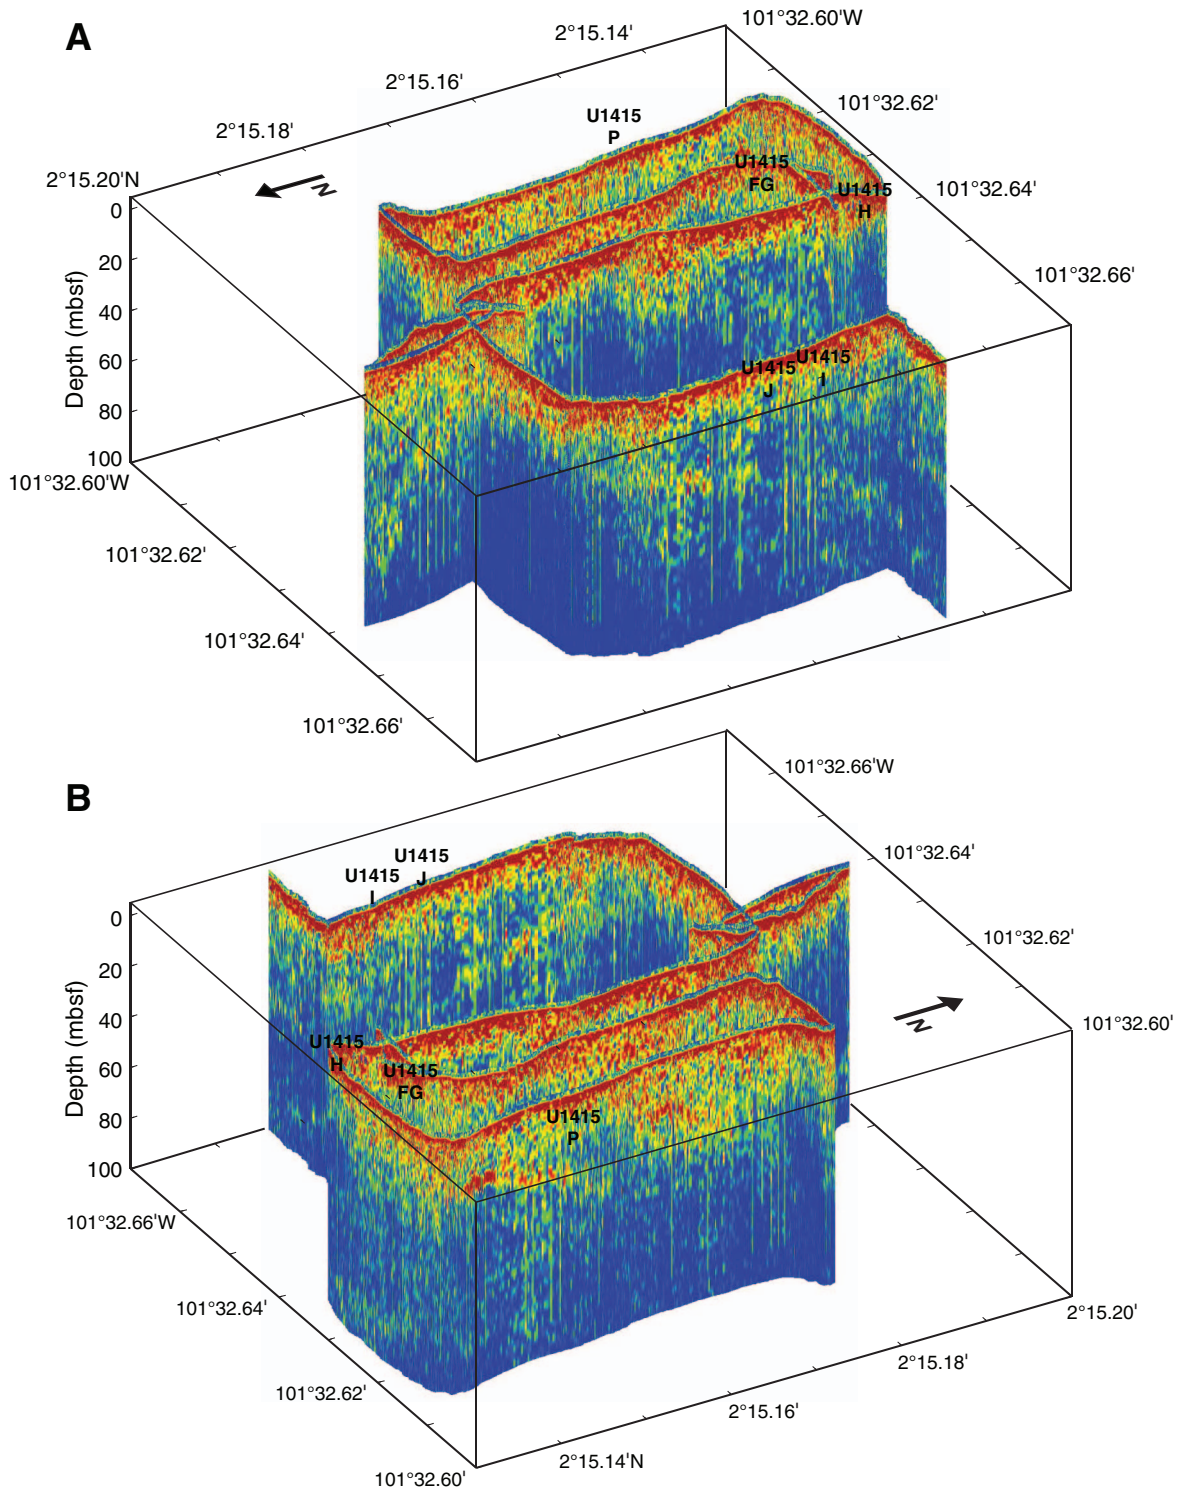 A
101°32.60'W
2°15.14'
2°15.16'
101°32.62'
U1415
P
2°15.18'
U1415
FG
2°15.20'N
N
U1415
H
101°32.64'
0
20
101°32.66'
40
60
U1415
I
U1415
J
80
100
Depth (mbsf)
101°32.60'W
101°32.62'
101°32.64'
101°32.66'
B
101°32.66'W
U1415
J
101°32.64'
U1415
I
0
101°32.62'
20
N
40
101°32.60'
U1415
H
60
U1415
FG
80
U1415
P
100
Depth (mbsf)
101°32.66'W
101°32.64'
2°15.20'
2°15.18'
101°32.62'
2°15.16'
2°15.14'N
101°32.60'